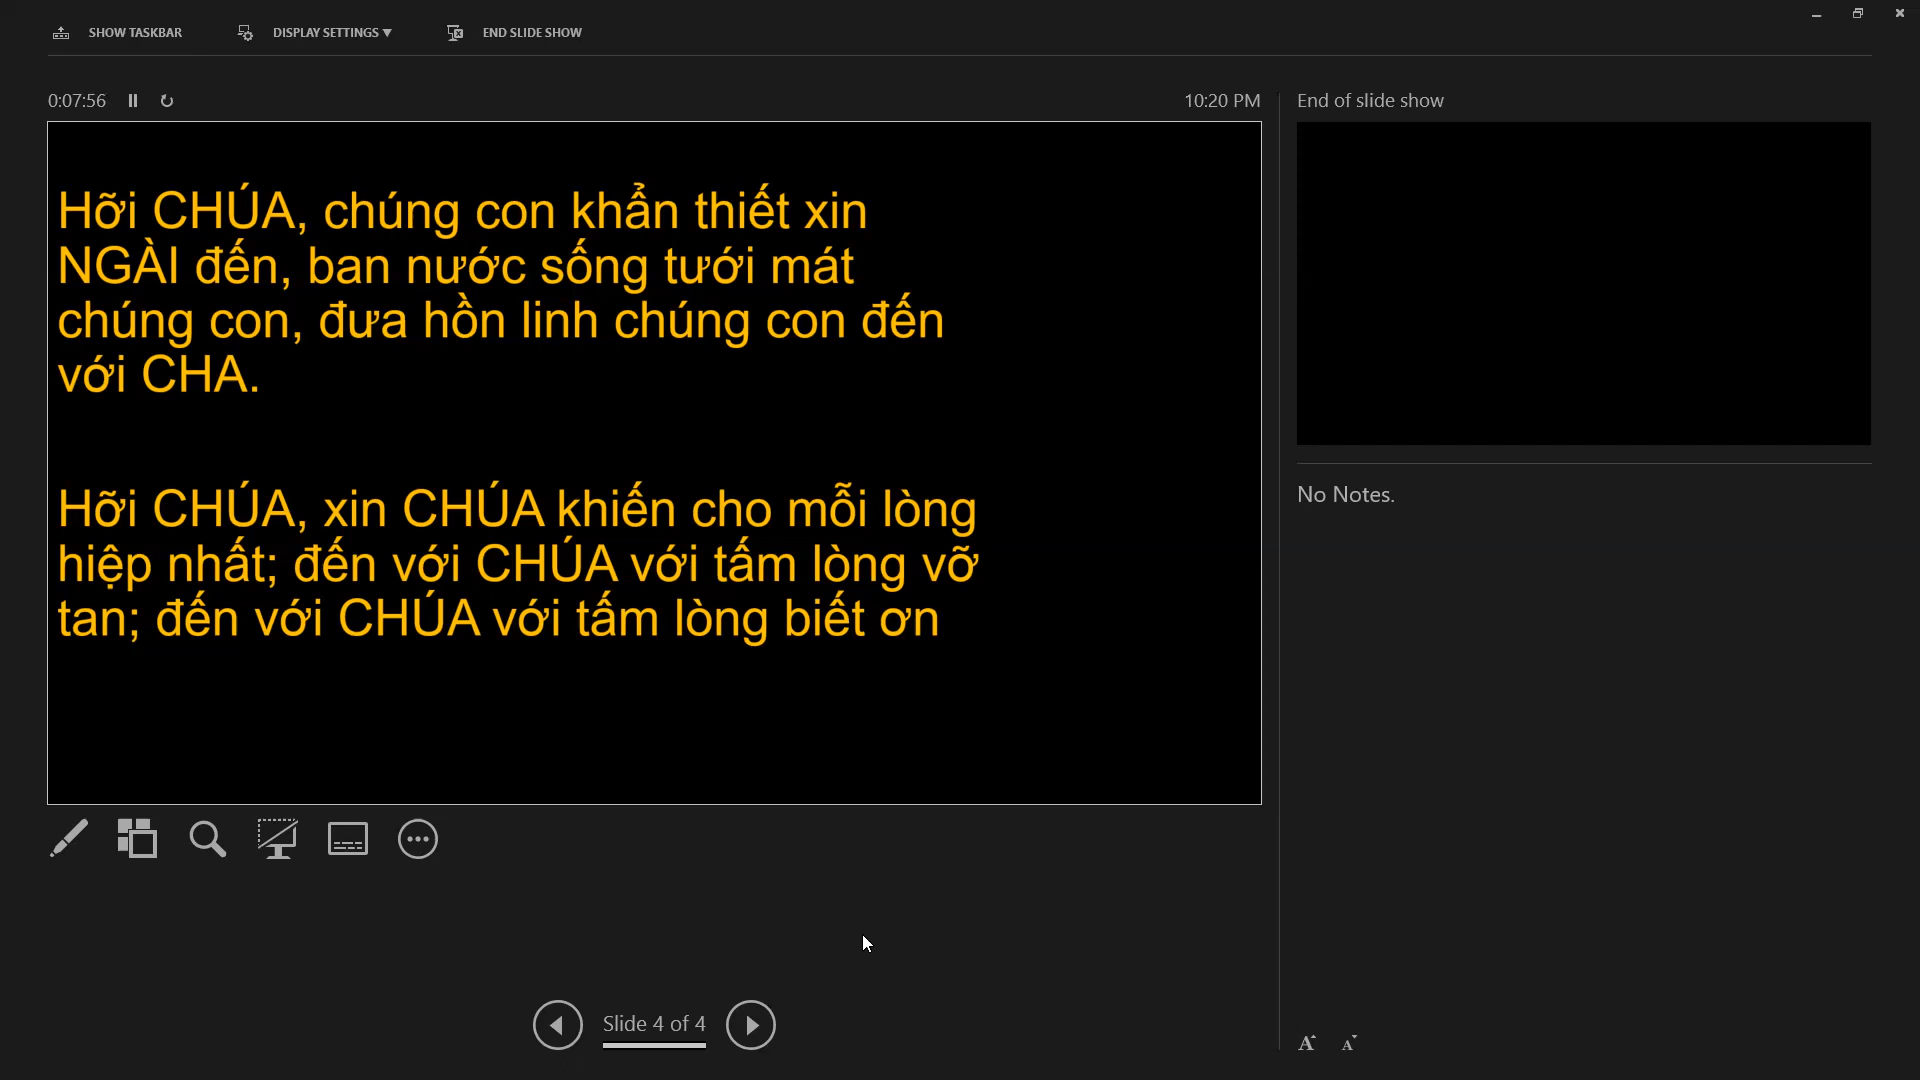 SHOW TASKBAR
DISPLAY SETTINGS
END SLIDE SHOW
0:07:56
10:20 PM
End of slide show
Hỡi CHÚA, chúng con khẩn thiết xin
NGÀI đến, ban nước sống tưới mát
chúng con, đưa hồn linh chúng con đến
với CHA.
Hỡi CHÚA, xin CHÚA khiến cho mỗi lòng
hiệp nhất; đến với CHÚA với tấm lòng vỡ
tan; đến với CHÚA với tấm lòng biết ơn
No Notes.
Slide 4 of 4
A A